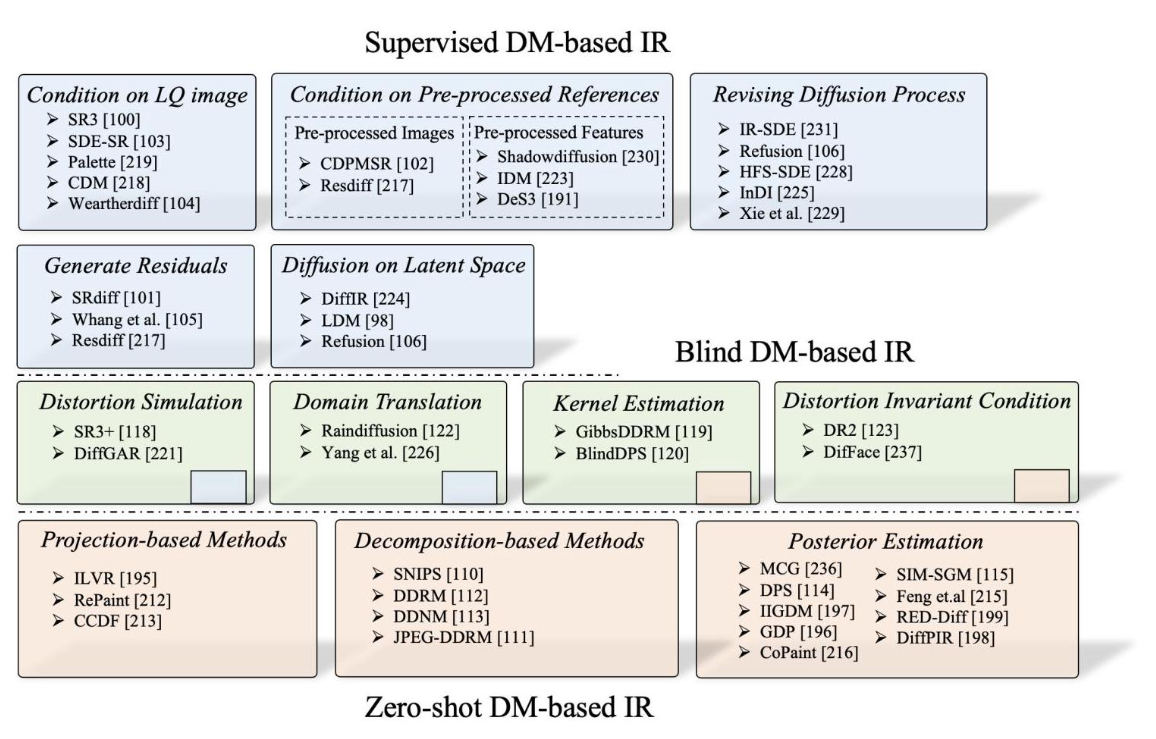 Supervised DM-based IR
Condition on LQ image
➢ SR3 [100]
➢ SDE-SR [103]
➢ Palette [219]
➢ CDM [218]
➢ Weartherdiff [104]
Condition on Pre-processed References
Pre-processed Images
➢ CDPMSR [102]
➢ Resdiff [217]
Pre-processed Features
➢ Shadowdiffusion [230]
➢ IDM [223]
➢ DeS3 [191]
Revising Diffusion Process
➢ IR-SDE [231]
➢ Refusion [106]
➢ HFS-SDE [228]
➢ InDI [225]
➢ Xie et al. [229]
Generate Residuals
➢ SRdiff [101]
➢ Whang et al. [105]
➢ Resdiff [217]
Diffusion on Latent Space
➢ DiffIR [224]
➢ LDM [98]
➢ Refusion [106]
Blind DM-based IR
Distortion Simulation
➢ SR3+ [118]
➢ DiffGAR [221]
Domain Translation
➢ Raindiffusion [122]
➢ Yang et al. [226]
Kernel Estimation
➢ GibbsDDRM [119]
➢ BlindDPS [120]
Distortion Invariant Condition
➢ DR2 [123]
➢ DifFace [237]
Projection-based Methods
➢ ILVR [195]
➢ RePaint [212]
➢ CCDF [213]
Decomposition-based Methods
➢ SNIPS [110]
➢ DDRM [112]
➢ DDNM [113]
➢ JPEG-DDRM [111]
Posterior Estimation
➢ MCG [236]
➢ DPS [114]
➢ IIGDM [197]
➢ GDP [196]
➢ CoPaint [216]
➢ SIM-SGM [115]
➢ Feng et.al [215]
➢ RED-Diff [199]
➢ DiffPIR [198]
Zero-shot DM-based IR